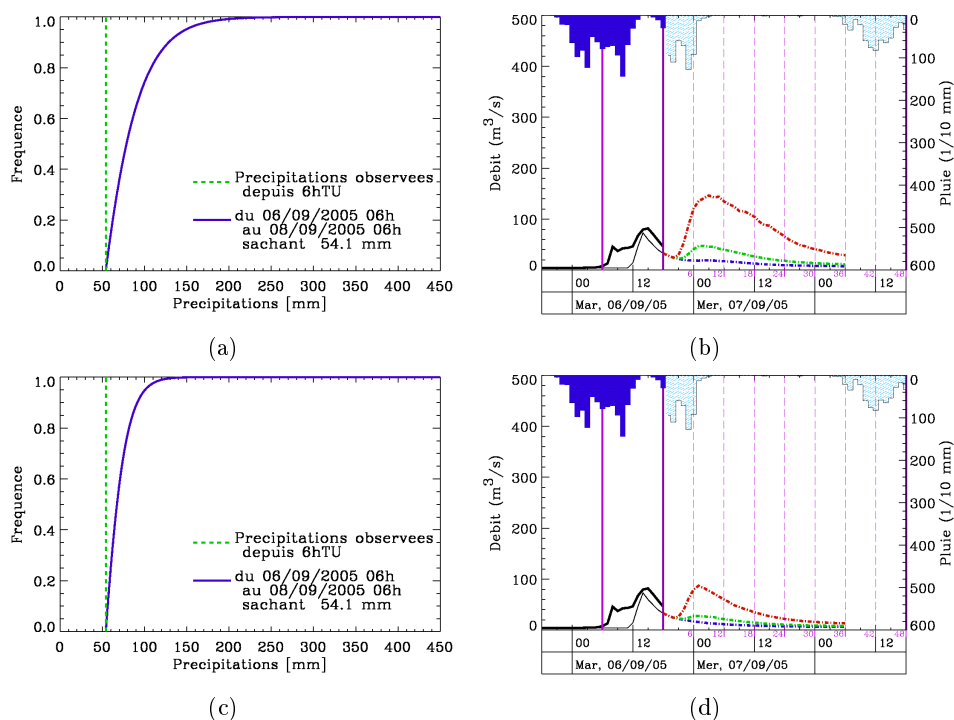 1.0
0.8
0.6
0.4
0.2
0.0
Frequence
0 50 100 150 200 250 300 350 400 450
Precipitations [mm]
Precipitations observees
depuis 6hTU
du 06/09/2005 06h
au 08/09/2005 06h
sachant 54.1 mm
(a)
500
400
300
200
100
0
Debit (m³/s)
0
100
200
300
400
500
600
Pluie (1/10 mm)
6 12 18 24 30 36 42 48
00 12 00 12 00 12
Mar, 06/09/05 Mer, 07/09/05
(b)
1.0
0.8
0.6
0.4
0.2
0.0
Frequence
0 50 100 150 200 250 300 350 400 450
Precipitations [mm]
Precipitations observees
depuis 6hTU
du 06/09/2005 06h
au 08/09/2005 06h
sachant 54.1 mm
(c)
500
400
300
200
100
0
Debit (m³/s)
0
100
200
300
400
500
600
Pluie (1/10 mm)
6 12 18 24 30 36 42 48
00 12 00 12 00 12
Mar, 06/09/05 Mer, 07/09/05
(d)